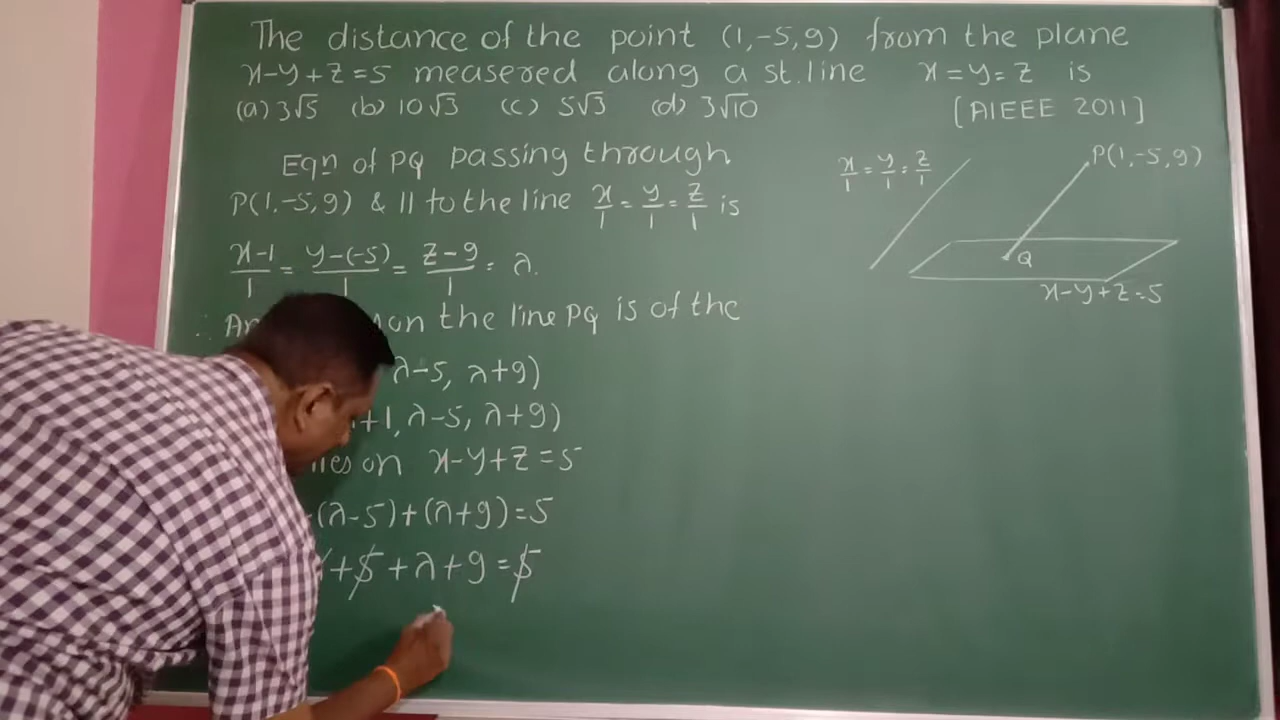 The distance of the point (1,-5,9) from the plane
x-y+z=5 measered along a st. line x=y=z is
(a) 3√5 (b) 10√3 (c) 5√3 (d) 3√10 [AIEEE 2011]
Eqn of PQ passing through
P(1,-5,9) & || to the line x/1 = y/1 = z/1 is
(x-1)/1 = (y-(-5))/1 = (z-9)/1 = λ.
∴ on the line PQ is of the
λ-5, λ+9)
+1, λ-5, λ+9)
on x-y+z=5
(λ-5)+(λ+9)=5
+5+λ+9=5
x/1 = y/1 = z/1
P(1,-5,9)
Q
x-y+z=5